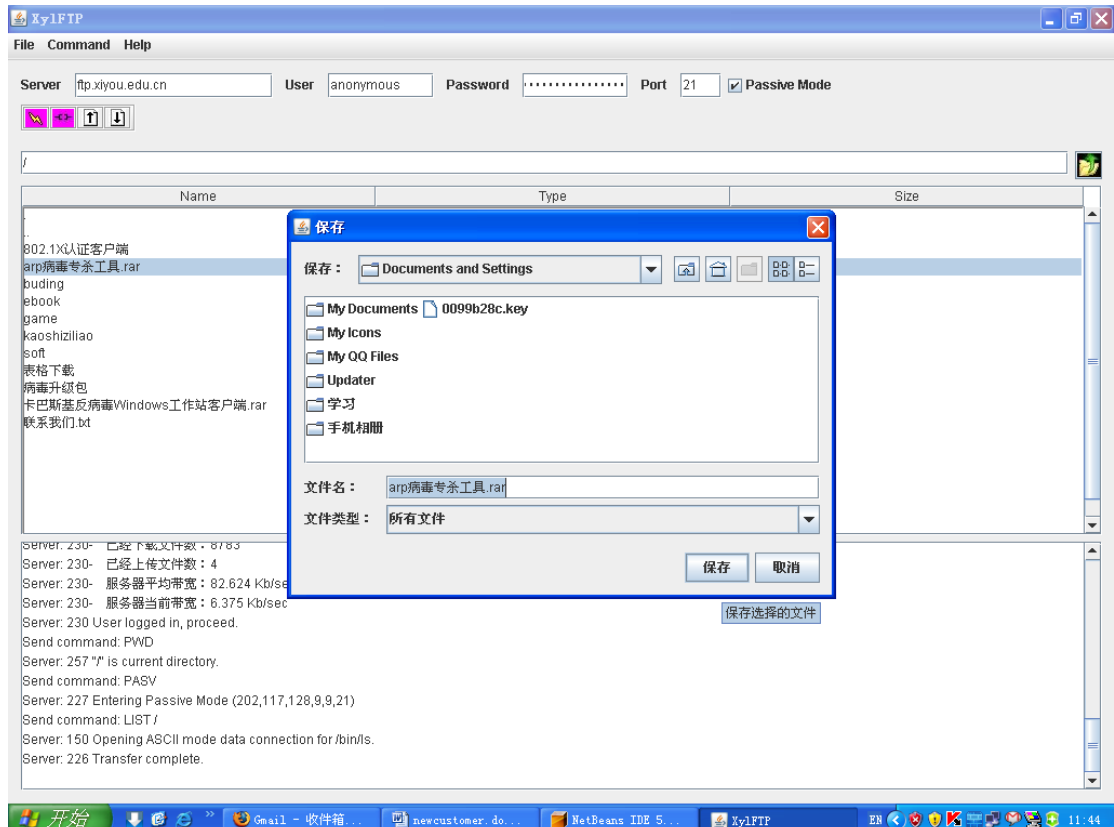 XylFTP
File Command Help
Server ftp.xiyou.edu.cn User anonymous Password Port 21 Passive Mode
/
Name Type Size
.
..
802.1X认证客户端
arp病毒专杀工具.rar
buding
ebook
game
kaoshiziliao
soft
表格下载
病毒升级包
卡巴斯基反病毒Windows工作站客户端.rar
联系我们.txt
保存
保存： Documents and Settings
My Documents 0099b28c.key
My Icons
My QQ Files
Updater
学习
手机相册
文件名： arp病毒专杀工具.rar
文件类型： 所有文件
保存 取消
保存选择的文件
Server: 230- 已经下载文件数：8783
Server: 230- 已经上传文件数：4
Server: 230- 服务器平均带宽：82.624 Kb/se
Server: 230- 服务器当前带宽：6.375 Kb/sec
Server: 230 User logged in, proceed.
Send command: PWD
Server: 257 "/" is current directory.
Send command: PASV
Server: 227 Entering Passive Mode (202,117,128,9,9,21)
Send command: LIST /
Server: 150 Opening ASCII mode data connection for /bin/ls.
Server: 226 Transfer complete.
开始 Gmail - 收件箱... newcustomer.do... NetBeans IDE 5... XylFTP EN 11:44